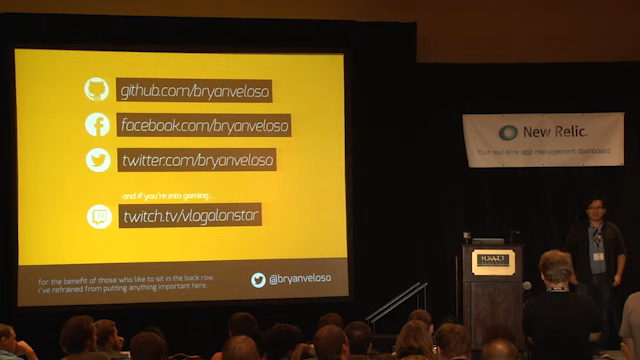 github.com/bryanveloso
facebook.com/bryanveloso
twitter.com/bryanveloso
and if you're into gaming...
twitch.tv/vlogalonstar
for the benefit of those who like to sit in the back row,
i've refrained from putting anything important here.
@bryanveloso
New Relic.
Your real-time app management dashboard
HYATT